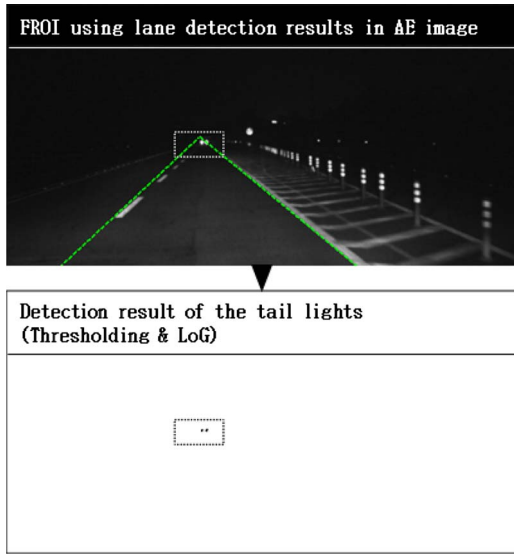 FROI using lane detection results in AE image
Detection result of the tail lights
(Thresholding & LoG)